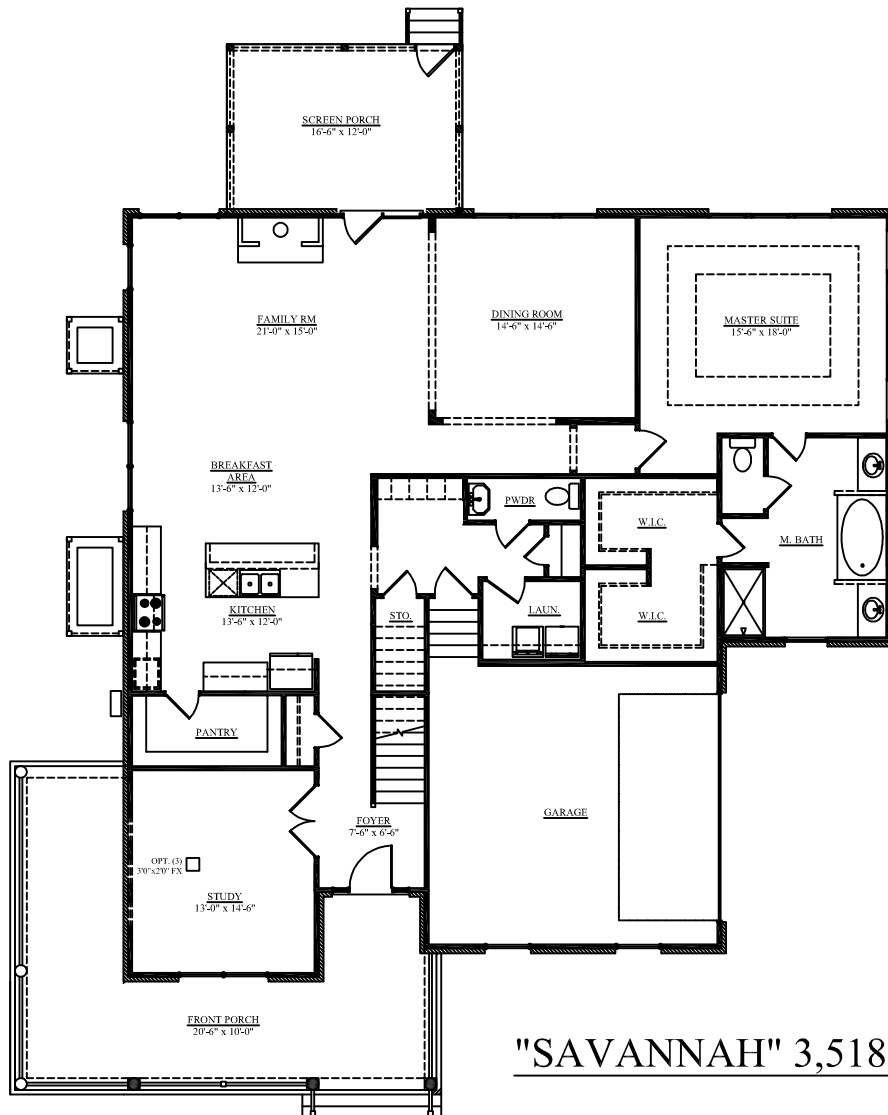 SCREEN PORCH
16'-6" x 12'-0"
FAMILY RM
21'-0" x 15'-0"
DINING ROOM
14'-6" x 14'-6"
MASTER SUITE
15'-6" x 18'-0"
BREAKFAST
AREA
13'-6" x 12'-0"
PWDR
W.I.C.
M. BATH
KITCHEN
13'-6" x 12'-0"
STO.
LAUN.
W.I.C.
PANTRY
GARAGE
FOYER
7'-6" x 6'-6"
OPT. (3)
3'0"x2'0" FX
STUDY
13'-0" x 14'-6"
FRONT PORCH
20'-6" x 10'-0"
"SAVANNAH" 3,518